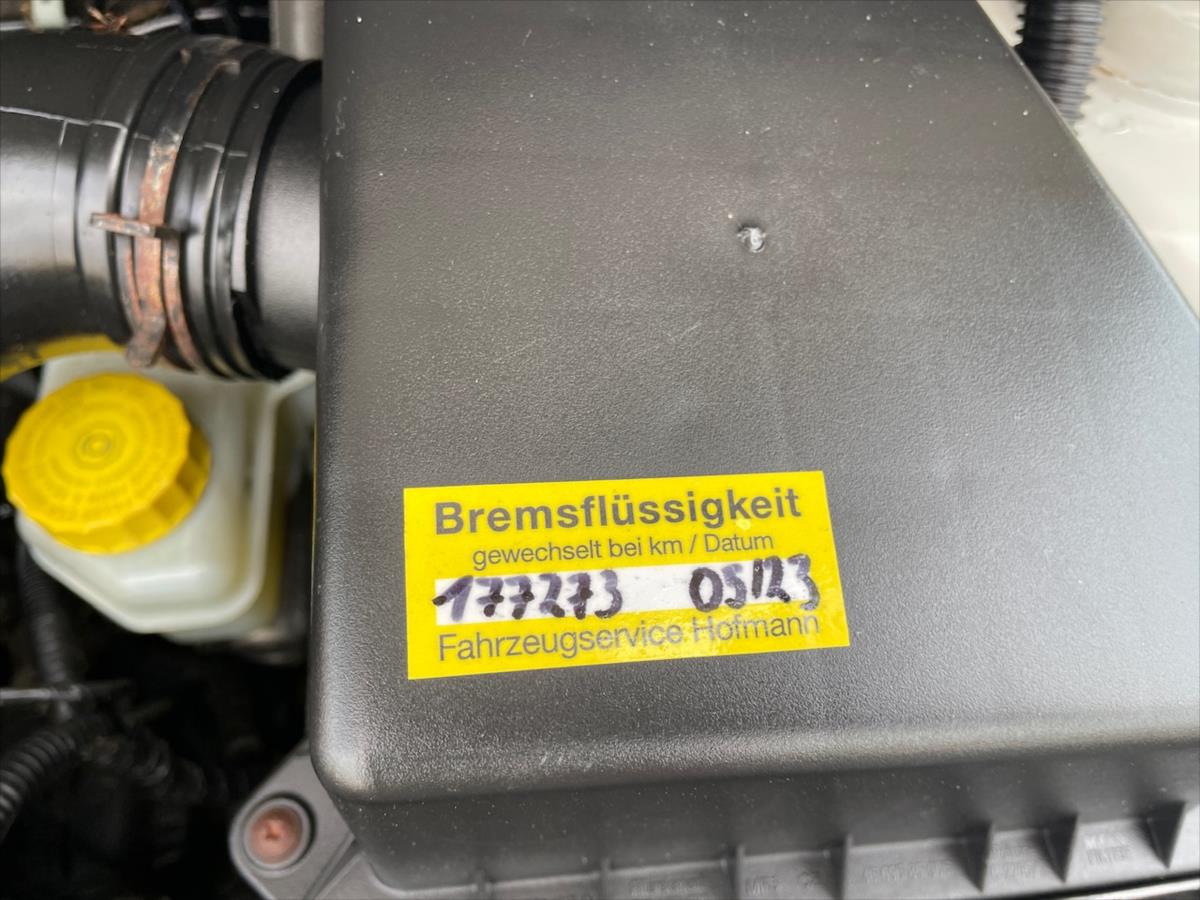 Bremsflüssigkeit
gewechselt bei km / Datum
177273 05/23
Fahrzeugservice Hofmann